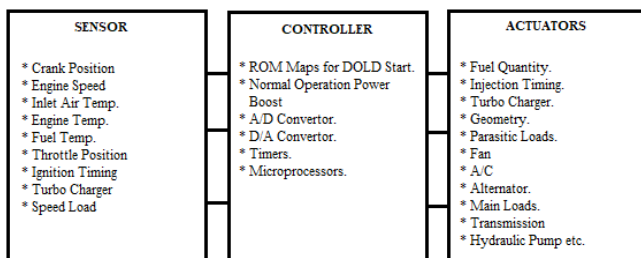 SENSOR
* Crank Position
* Engine Speed
* Inlet Air Temp.
* Engine Temp.
* Fuel Temp.
* Throttle Position
* Ignition Timing
* Turbo Charger
* Speed Load
CONTROLLER
* ROM Maps for DOLD Start.
* Normal Operation Power
Boost
* A/D Convertor.
* D/A Convertor.
* Timers.
* Microprocessors.
ACTUATORS
* Fuel Quantity.
* Injection Timing.
* Turbo Charger.
* Geometry.
* Parasitic Loads.
* Fan
* A/C
* Alternator.
* Main Loads.
* Transmission
* Hydraulic Pump etc.